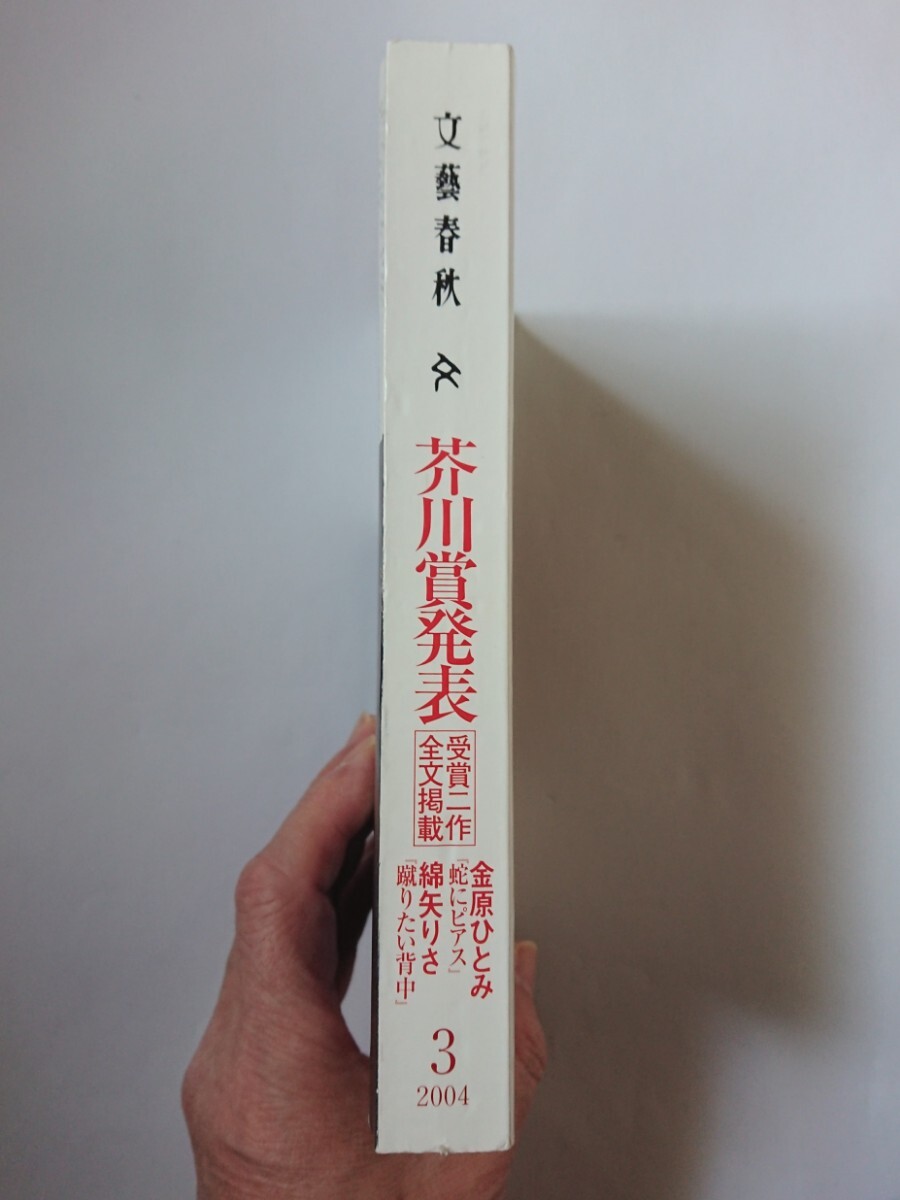 文藝春秋
芥川賞発表
受賞二作
全文掲載
金原ひとみ
『蛇にピアス』
綿矢りさ
『蹴りたい背中』
3
2004